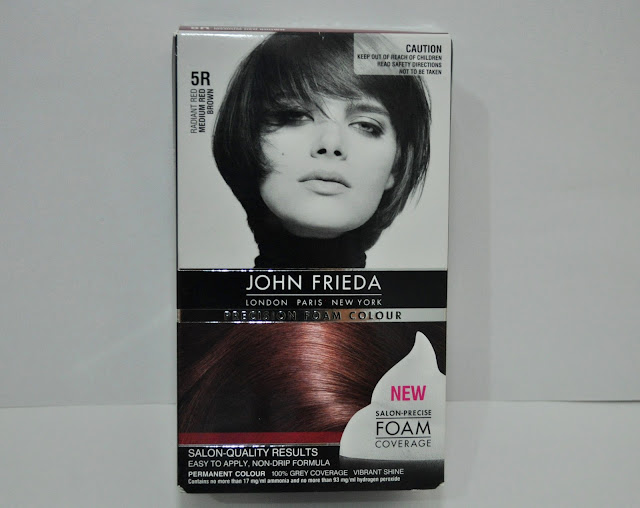 CAUTION
KEEP OUT OF REACH OF CHILDREN
READ SAFETY DIRECTIONS
NOT TO BE TAKEN
5R
RADIANT RED
MEDIUM RED
BROWN
JOHN FRIEDA
LONDON PARIS NEW YORK
PRECISION FOAM COLOUR
NEW
SALON-PRECISE
FOAM
COVERAGE
SALON-QUALITY RESULTS
EASY TO APPLY, NON-DRIP FORMULA
PERMANENT COLOUR 100% GREY COVERAGE VIBRANT SHINE
Contains no more than 17 mg/ml ammonia and no more than 93 mg/ml hydrogen peroxide